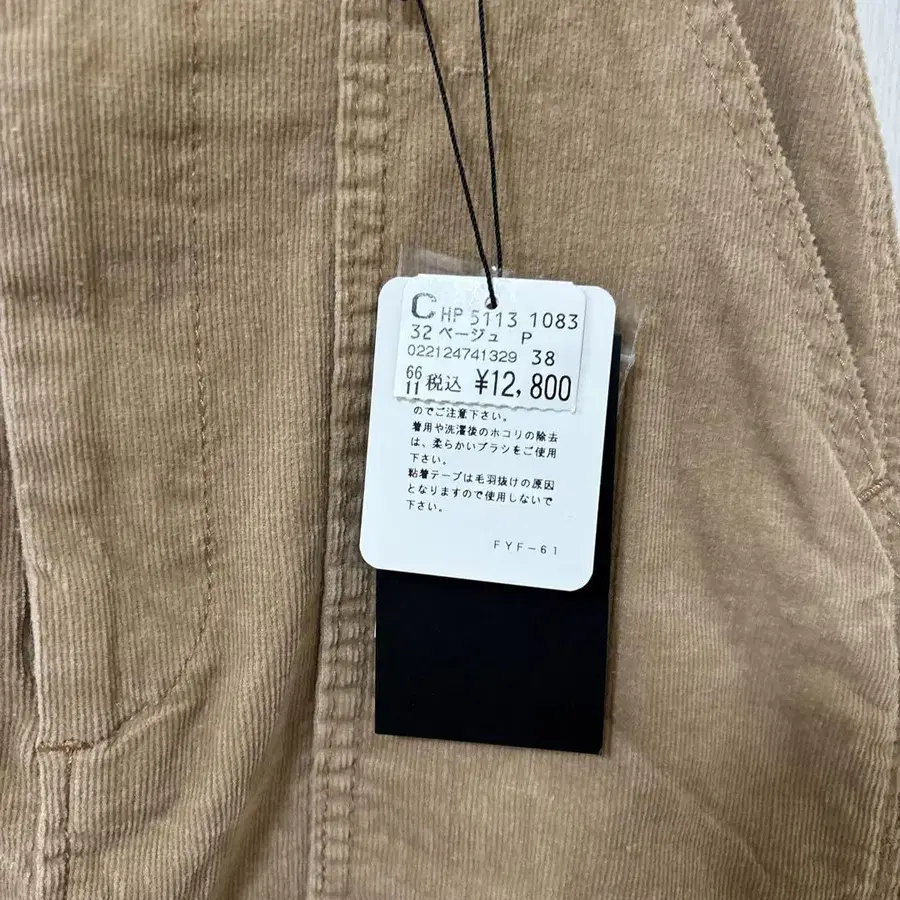 C HP 5113 1083
32 ベージュ P
022124741329 38
66
11 税込 ¥12,800
のでご注意下さい。
着用や洗濯後のホコリの除去
は、柔らかいブラシをご使用
下さい。
粘着テープは毛羽抜けの原因
となりますので使用しないで
下さい。
FYF-61